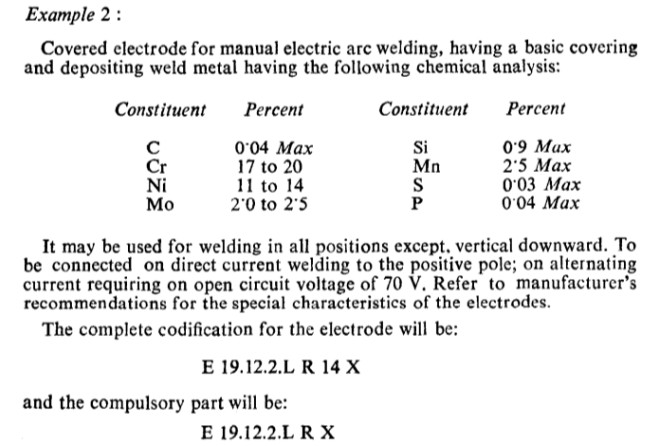 Example 2 :
Covered electrode for manual electric arc welding, having a basic covering
and depositing weld metal having the following chemical analysis:
Constituent Percent Constituent Percent
C 0·04 Max Si 0·9 Max
Cr 17 to 20 Mn 2·5 Max
Ni 11 to 14 S 0·03 Max
Mo 2·0 to 2·5 P 0·04 Max
It may be used for welding in all positions except. vertical downward. To
be connected on direct current welding to the positive pole; on alternating
current requiring on open circuit voltage of 70 V. Refer to manufacturer's
recommendations for the special characteristics of the electrodes.
The complete codification for the electrode will be:
E 19.12.2.L R 14 X
and the compulsory part will be:
E 19.12.2.L R X